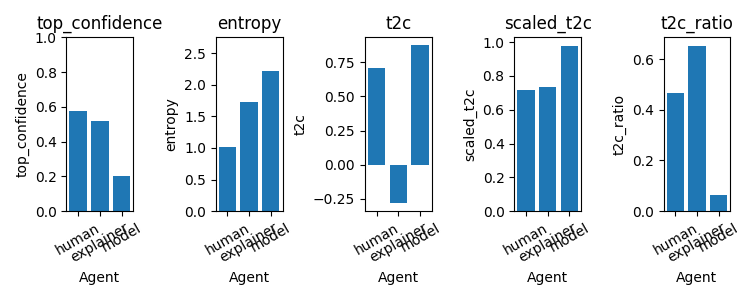 top_confidence
entropy
t2c
scaled_t2c
t2c_ratio
top_confidence
1.0
0.8
0.6
0.4
0.2
0.0
human
explainer
model
Agent
entropy
2.5
2.0
1.5
1.0
0.5
0.0
human
explainer
model
Agent
t2c
0.75
0.50
0.25
0.00
−0.25
human
explainer
model
Agent
scaled_t2c
1.0
0.8
0.6
0.4
0.2
0.0
human
explainer
model
Agent
t2c_ratio
0.6
0.4
0.2
0.0
human
explainer
model
Agent